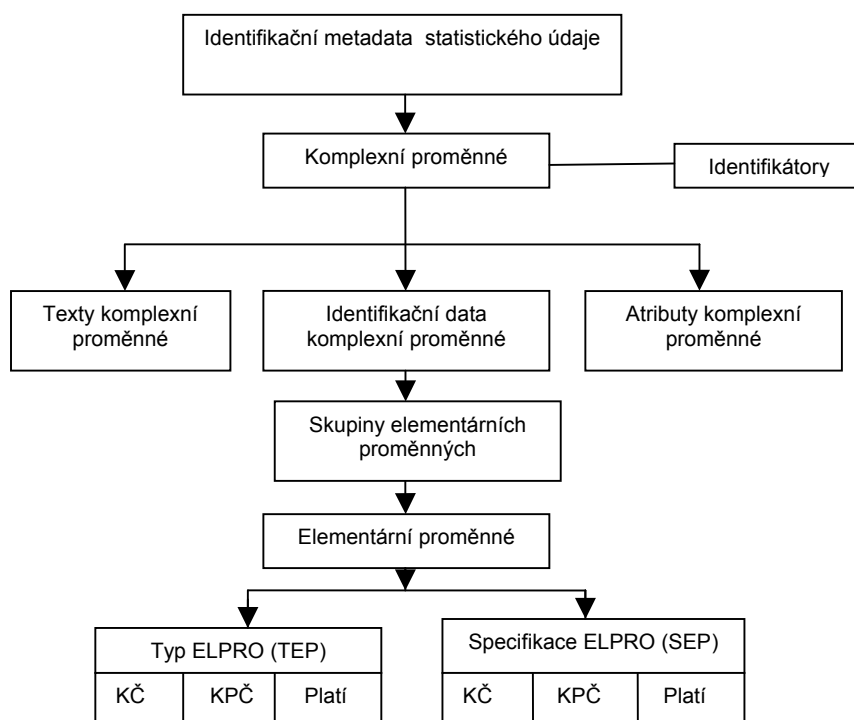 Identifikační metadata  statistického údaje
Komplexní proměnné
Identifikátory
Texty komplexní
proměnné
Identifikační data
komplexní proměnné
Atributy komplexní
proměnné
Skupiny elementárních
proměnných
Elementární proměnné
Typ ELPRO (TEP)
KČ KPČ Platí
Specifikace ELPRO (SEP)
KČ KPČ Platí